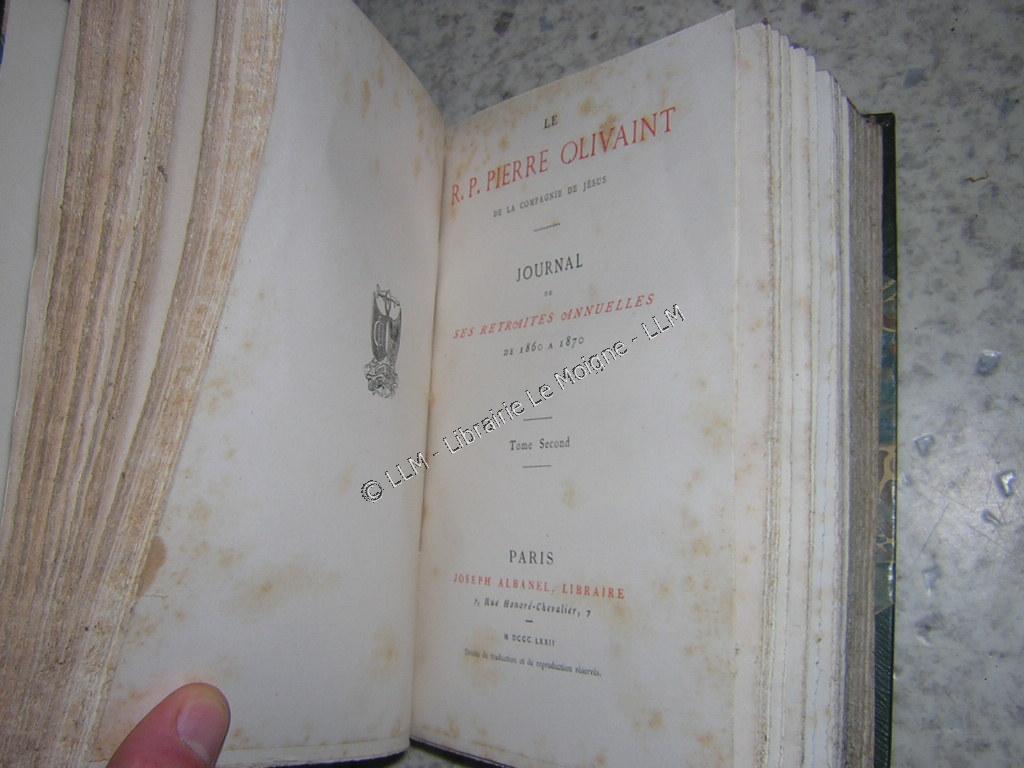 LE
R. P. PIERRE OLIVAINT
DE LA COMPAGNIE DE JÉSUS
JOURNAL
DE
SES RETRAITES ANNUELLES
DE 1860 A 1870
Tome Second
PARIS
JOSEPH ALBANEL, LIBRAIRE
7, Rue Honoré-Chevalier, 7
M DCCC LXXII
Droits de traduction et de reproduction réservés.
© LLM - Librairie Le Moigne - LLM